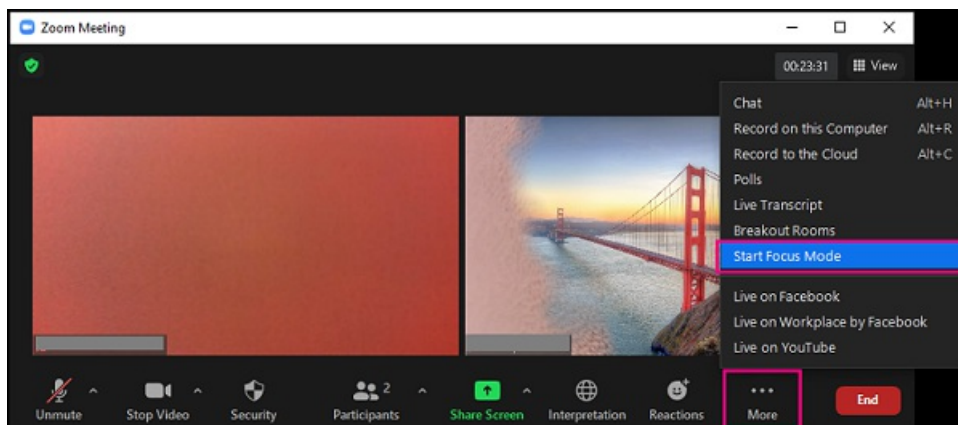 Zoom Meeting
00:23:31 View
Chat Alt+H
Record on this Computer Alt+R
Record to the Cloud Alt+C
Polls
Live Transcript
Breakout Rooms
Start Focus Mode
Live on Facebook
Live on Workplace by Facebook
Live on YouTube
2
Unmute Stop Video Security Participants Share Screen Interpretation Reactions More End